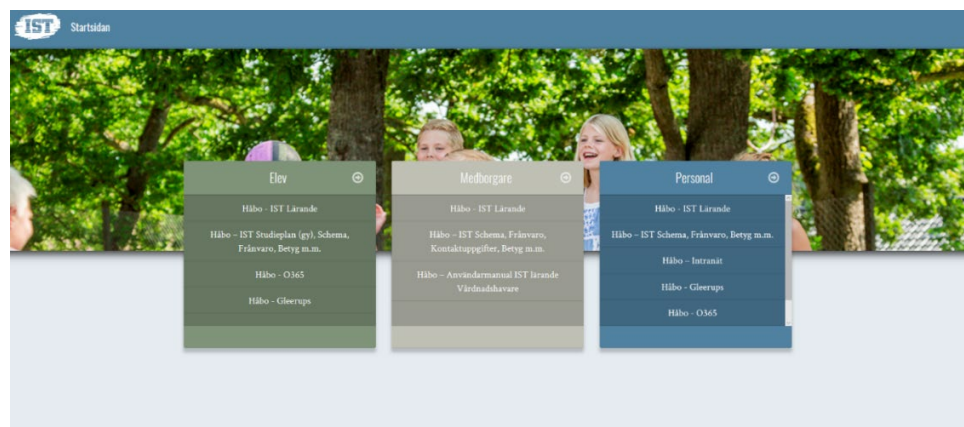 IST
Startsidan
Elev
Håbo - IST Lärande
Håbo – IST Studieplan (gy), Schema,
Frånvaro, Betyg m.m.
Håbo - O365
Håbo - Gleerups
Medborgare
Håbo - IST Lärande
Håbo – IST Schema, Frånvaro,
Kontaktuppgifter, Betyg m.m.
Håbo – Användarmanual IST lärande
Vårdnadshavare
Personal
Håbo - IST Lärande
Håbo – IST Schema, Frånvaro, Betyg m.m.
Håbo – Intranät
Håbo - Gleerups
Håbo - O365